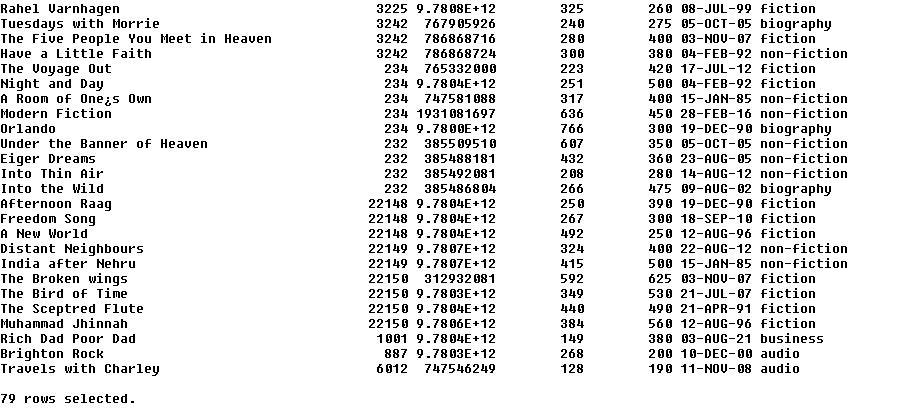 Rahel Varnhagen 3225 9.7808E+12 325 260 08-JUL-99 fiction
Tuesdays with Morrie 3242 767905926 240 275 05-OCT-05 biography
The Five People You Meet in Heaven 3242 786868716 280 400 03-NOV-07 fiction
Have a Little Faith 3242 786868724 300 380 04-FEB-92 non-fiction
The Voyage Out 234 765332000 223 420 17-JUL-12 fiction
Night and Day 234 9.7804E+12 251 500 04-FEB-92 fiction
A Room of One¿s Own 234 747581088 317 400 15-JAN-85 non-fiction
Modern Fiction 234 1931081697 636 450 28-FEB-16 non-fiction
Orlando 234 9.7800E+12 766 300 19-DEC-90 biography
Under the Banner of Heaven 232 385509510 607 350 05-OCT-05 non-fiction
Eiger Dreams 232 385488181 432 360 23-AUG-05 non-fiction
Into Thin Air 232 385492081 208 280 14-AUG-12 non-fiction
Into the Wild 232 385486804 266 475 09-AUG-02 biography
Afternoon Raag 22148 9.7804E+12 250 390 19-DEC-90 fiction
Freedom Song 22148 9.7804E+12 267 300 18-SEP-10 fiction
A New World 22148 9.7804E+12 492 250 12-AUG-96 fiction
Distant Neighbours 22149 9.7807E+12 324 400 22-AUG-12 non-fiction
India after Nehru 22149 9.7807E+12 415 500 15-JAN-85 non-fiction
The Broken wings 22150 312932081 592 625 03-NOV-07 fiction
The Bird of Time 22150 9.7803E+12 349 530 21-JUL-07 fiction
The Sceptred Flute 22150 9.7804E+12 440 490 21-APR-91 fiction
Muhammad Jhinnah 22150 9.7806E+12 384 560 12-AUG-96 fiction
Rich Dad Poor Dad 1001 9.7804E+12 149 380 03-AUG-21 business
Brighton Rock 887 9.7803E+12 268 200 10-DEC-00 audio
Travels with Charley 6012 747546249 128 190 11-NOV-08 audio
79 rows selected.